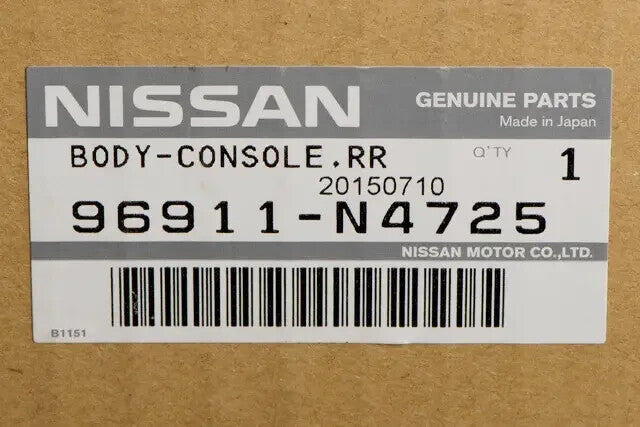 NISSAN
GENUINE PARTS
Made in Japan
BODY-CONSOLE.RR
Q'TY 1
20150710
96911-N4725
NISSAN MOTOR CO.,LTD.
B1151